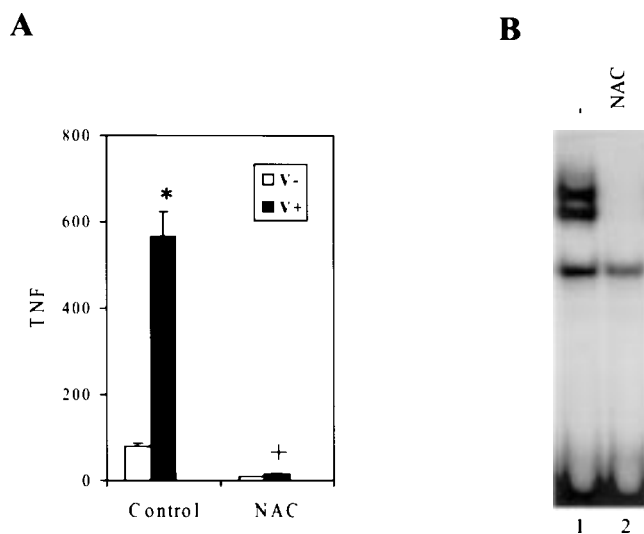 A
TNF
800
600
400
200
0
*
V-
V+
+
Control NAC
B
- NAC
1 2